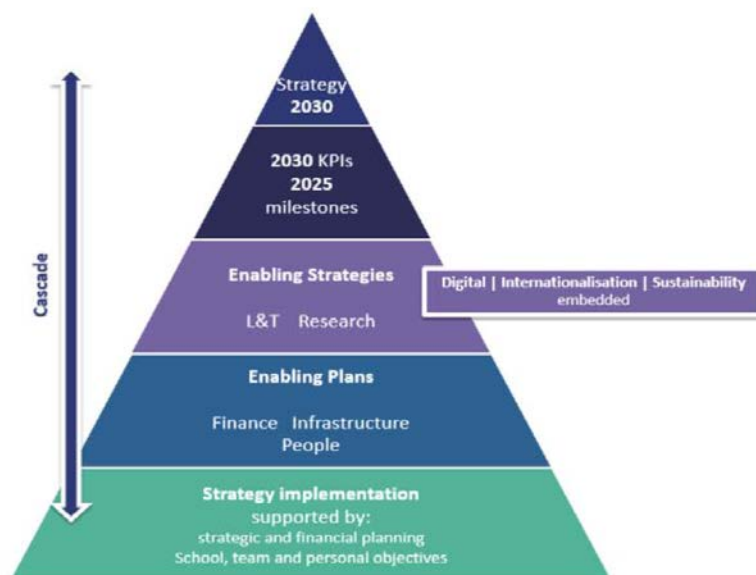 Strategy
2030
2030 KPIs
2025
milestones
Enabling Strategies
L&T Research
Digital | Internationalisation | Sustainability
embedded
Enabling Plans
Finance Infrastructure
People
Strategy implementation
supported by:
strategic and financial planning
School, team and personal objectives
Cascade